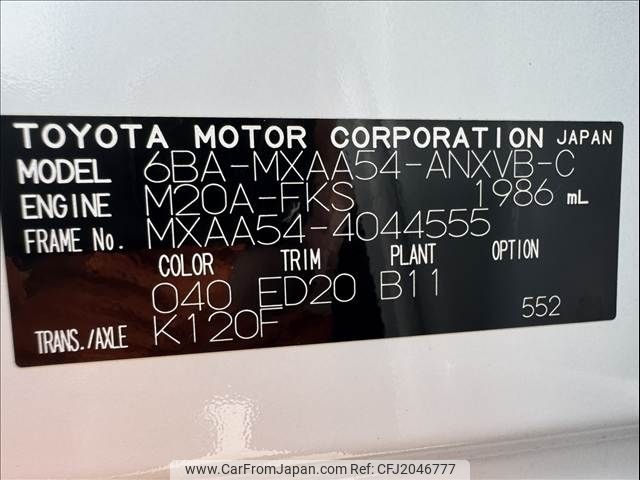 TOYOTA MOTOR CORPORATION JAPAN
MODEL 6BA-MXAA54-ANXVB-C
ENGINE M20A-FKS 1986 mL
FRAME No. MXAA54-4044555
COLOR TRIM PLANT OPTION
040 ED20 B11
552
TRANS./AXLE K120F
www.CarFromJapan.com | CFJ2046777